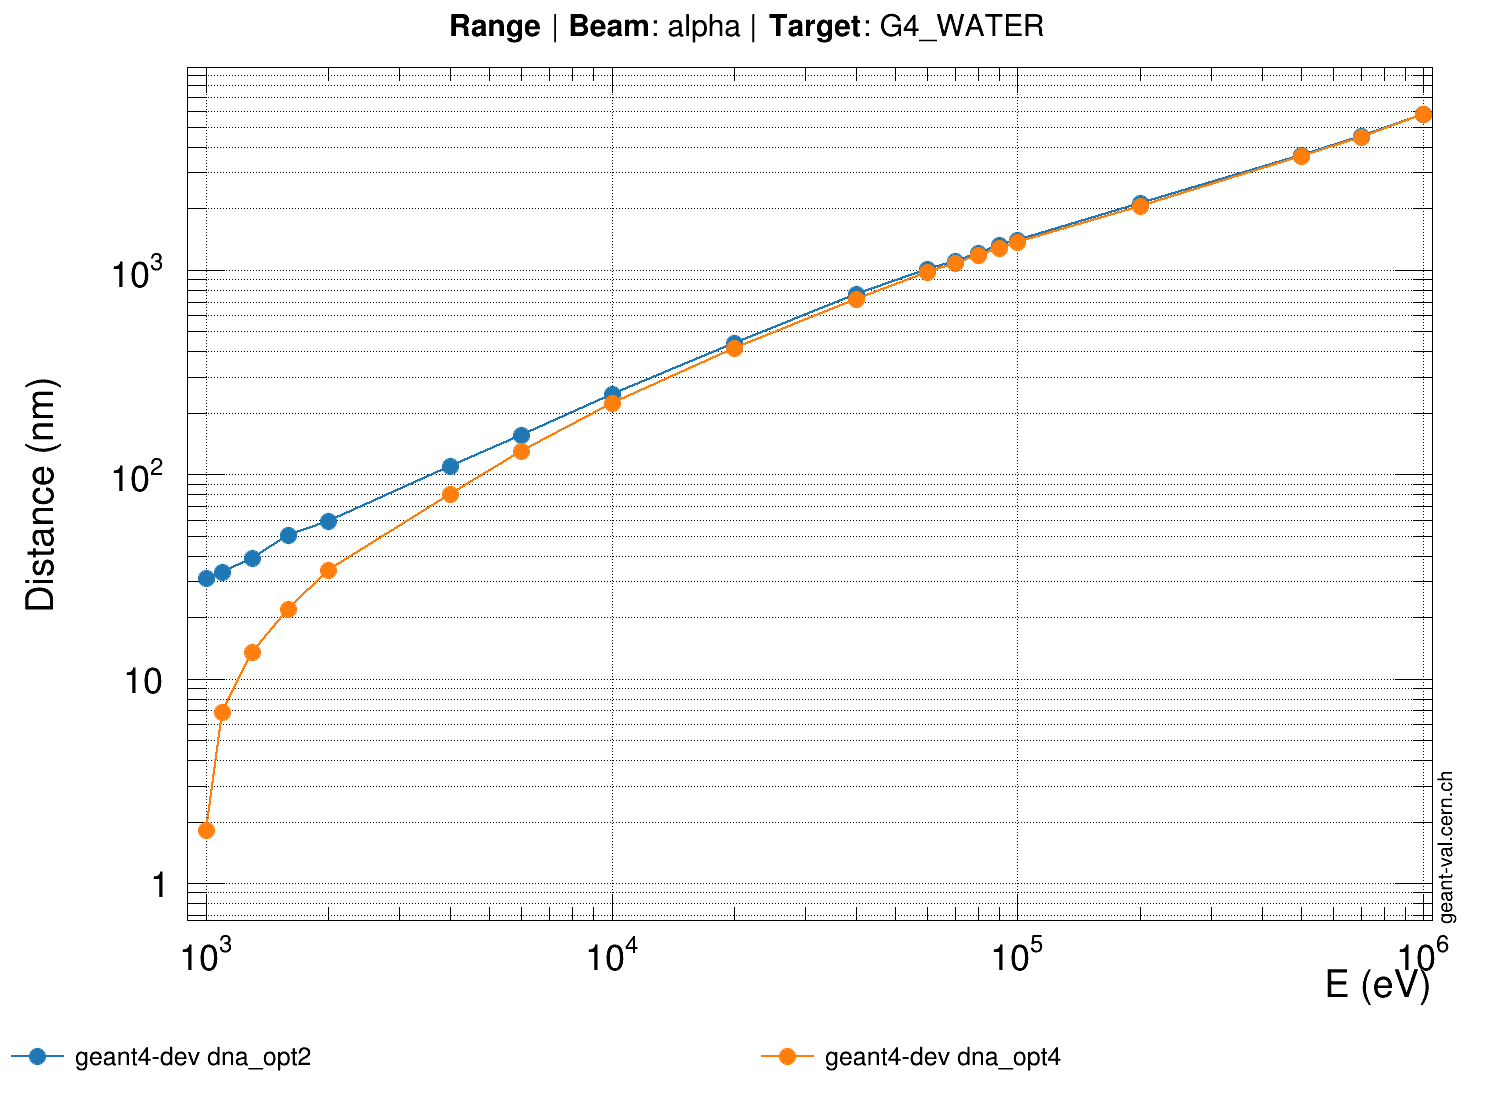 Range | Beam: alpha | Target: G4_WATER
Distance (nm)
10³
10²
10
1
10³
10⁴
10⁵
10⁶
E (eV)
geant-val.cern.ch
geant4-dev dna_opt2
geant4-dev dna_opt4